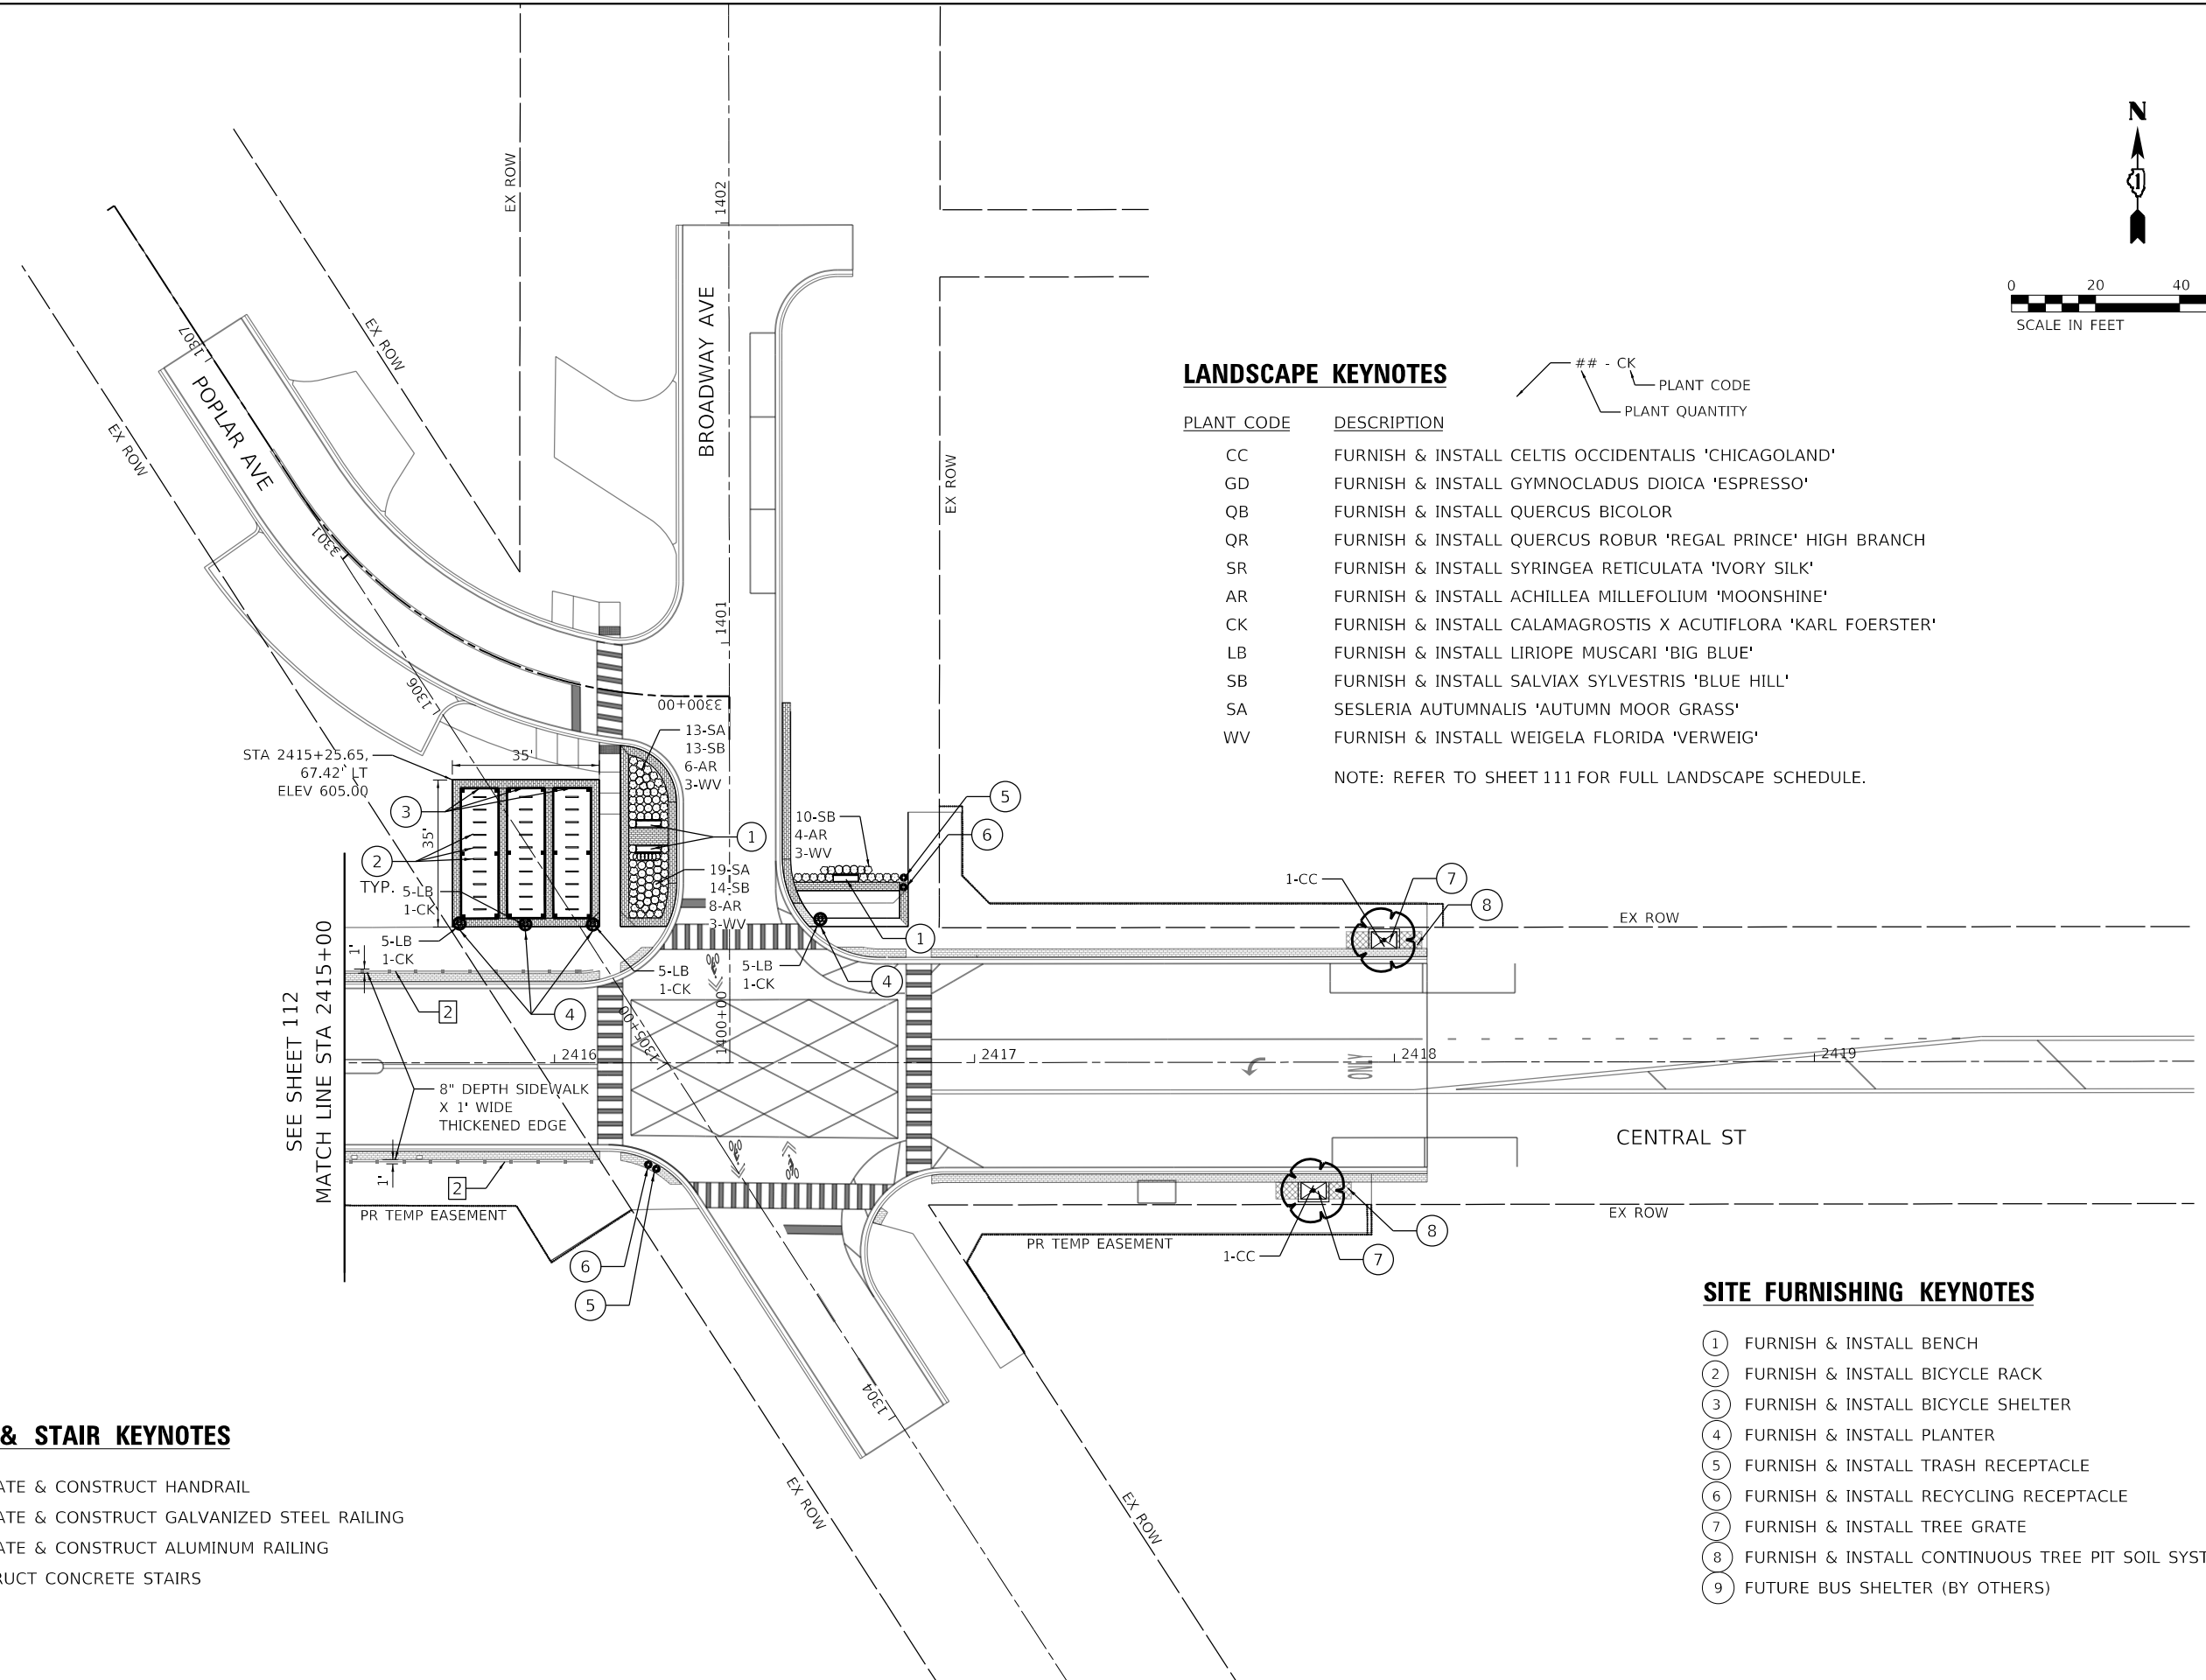 N
1
0 20 40
SCALE IN FEET
EX ROW
1402
BROADWAY AVE
EX ROW
1307
POPLAR AVE
EX ROW
EX ROW
3301
1401
1306
3300+00
LANDSCAPE KEYNOTES
## - CK
PLANT CODE
PLANT QUANTITY
PLANT CODE DESCRIPTION
CC FURNISH & INSTALL CELTIS OCCIDENTALIS 'CHICAGOLAND'
GD FURNISH & INSTALL GYMNOCLADUS DIOICA 'ESPRESSO'
QB FURNISH & INSTALL QUERCUS BICOLOR
QR FURNISH & INSTALL QUERCUS ROBUR 'REGAL PRINCE' HIGH BRANCH
SR FURNISH & INSTALL SYRINGEA RETICULATA 'IVORY SILK'
AR FURNISH & INSTALL ACHILLEA MILLEFOLIUM 'MOONSHINE'
CK FURNISH & INSTALL CALAMAGROSTIS X ACUTIFLORA 'KARL FOERSTER'
LB FURNISH & INSTALL LIRIOPE MUSCARI 'BIG BLUE'
SB FURNISH & INSTALL SALVIAX SYLVESTRIS 'BLUE HILL'
SA SESLERIA AUTUMNALIS 'AUTUMN MOOR GRASS'
WV FURNISH & INSTALL WEIGELA FLORIDA 'VERWEIG'
NOTE: REFER TO SHEET 111 FOR FULL LANDSCAPE SCHEDULE.
STA 2415+25.65,
67.42' LT
ELEV 605.00
35'
35'
13-SA
13-SB
6-AR
3-WV
3
2
TYP.
1
5-LB
1-CK
5-LB
1-CK
19-SA
14-SB
8-AR
3-WV
10-SB
4-AR
3-WV
5
6
1
5-LB
1-CK
5-LB
1-CK
4
4
1-CC
7
8
EX ROW
1'
2
SEE SHEET 112
MATCH LINE STA 2415+00
2416
1305+00
1400+00
2417
ONLY
2418
2419
8" DEPTH SIDEWALK
X 1' WIDE
THICKENED EDGE
CENTRAL ST
1'
2
PR TEMP EASEMENT
6
5
PR TEMP EASEMENT
1-CC
7
8
EX ROW
1304
EX ROW
EX ROW
& STAIR KEYNOTES
ATE & CONSTRUCT HANDRAIL
ATE & CONSTRUCT GALVANIZED STEEL RAILING
ATE & CONSTRUCT ALUMINUM RAILING
RUCT CONCRETE STAIRS
SITE FURNISHING KEYNOTES
1 FURNISH & INSTALL BENCH
2 FURNISH & INSTALL BICYCLE RACK
3 FURNISH & INSTALL BICYCLE SHELTER
4 FURNISH & INSTALL PLANTER
5 FURNISH & INSTALL TRASH RECEPTACLE
6 FURNISH & INSTALL RECYCLING RECEPTACLE
7 FURNISH & INSTALL TREE GRATE
8 FURNISH & INSTALL CONTINUOUS TREE PIT SOIL SYST
9 FUTURE BUS SHELTER (BY OTHERS)